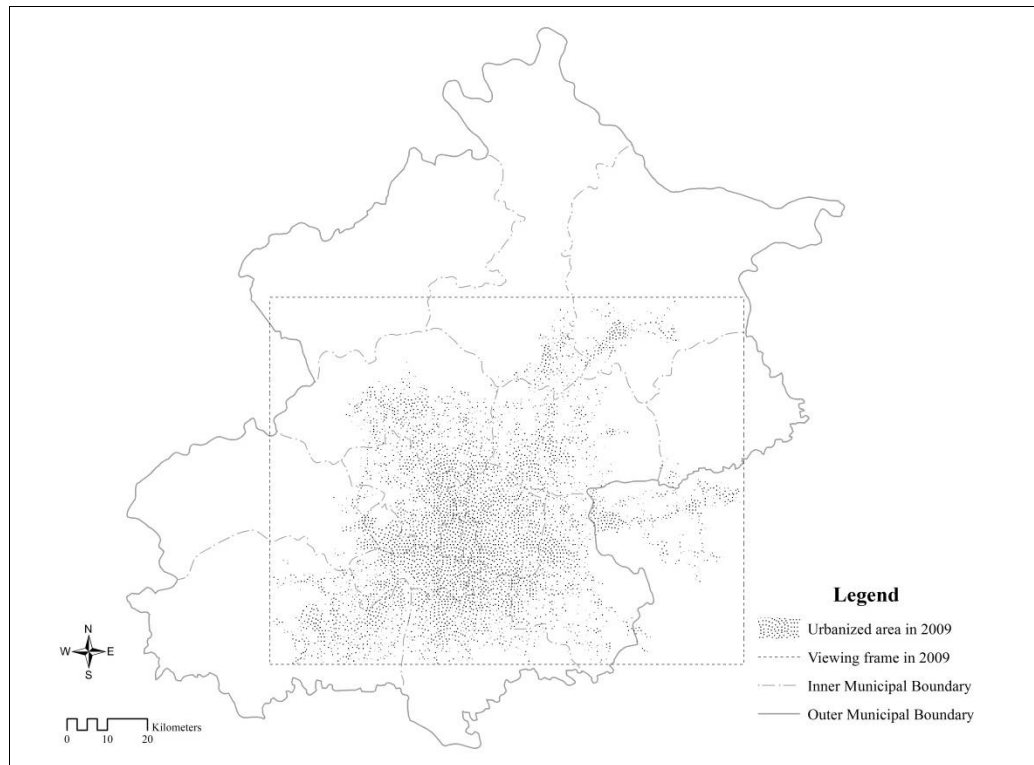 Legend
Urbanized area in 2009
Viewing frame in 2009
Inner Municipal Boundary
Outer Municipal Boundary
N
W E
S
Kilometers
0 10 20